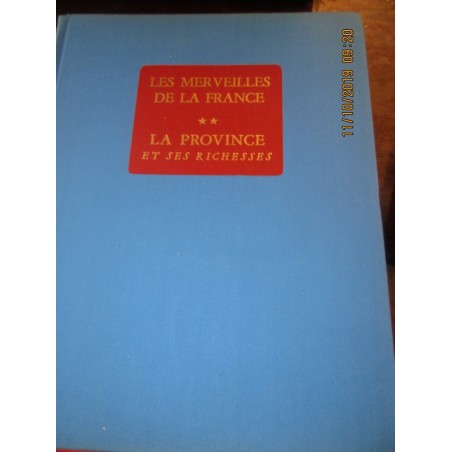 LES MERVEILLES
DE LA FRANCE
★★
LA PROVINCE
ET SES RICHESSES
11/10/2019 09:20